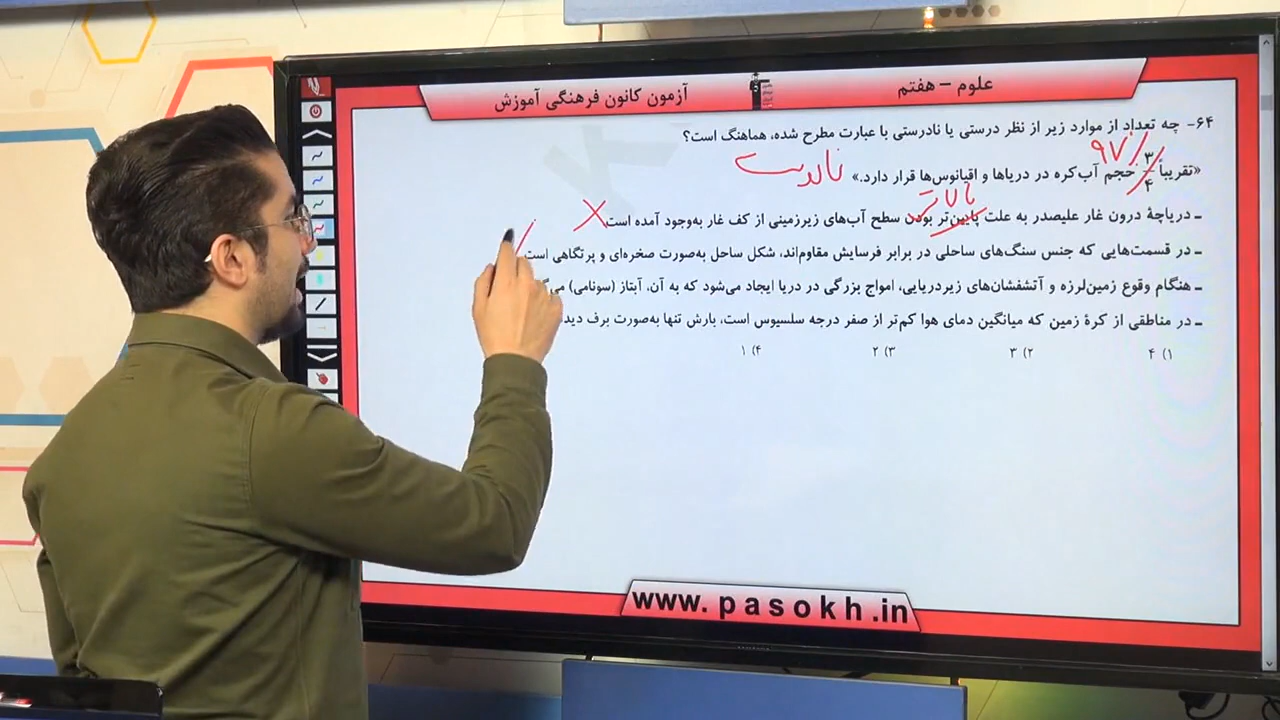 علوم – هفتم
آزمون کانون فرهنگی آموزش
۶۴- چه تعداد از موارد زیر از نظر درستی یا نادرستی با عبارت مطرح شده، هماهنگ است؟
۹۷٪
«تقریباً ۳/۴ حجم آب کره در دریاها و اقیانوس‌ها قرار دارد.» نادرست
بالاتر
ـ دریاچهٔ درون غار علیصدر به علت پایین‌تر بودن سطح آب‌های زیرزمینی از کف غار به‌وجود آمده است.
ـ در قسمت‌هایی که جنس سنگ‌های ساحلی در برابر فرسایش مقاوم‌اند، شکل ساحل به‌صورت صخره‌ای و پرتگاهی است.
ـ هنگام وقوع زمین‌لرزه و آتشفشان‌های زیردریایی، امواج بزرگی در دریا ایجاد می‌شود که به آن، آبتاز (سونامی)
ـ در مناطقی از کرهٔ زمین که میانگین دمای هوا کم‌تر از صفر درجه سلسیوس است، بارش تنها به‌صورت برف
۱) ۴ ۲) ۳ ۳) ۲ ۴) ۱
www.pasokh.in